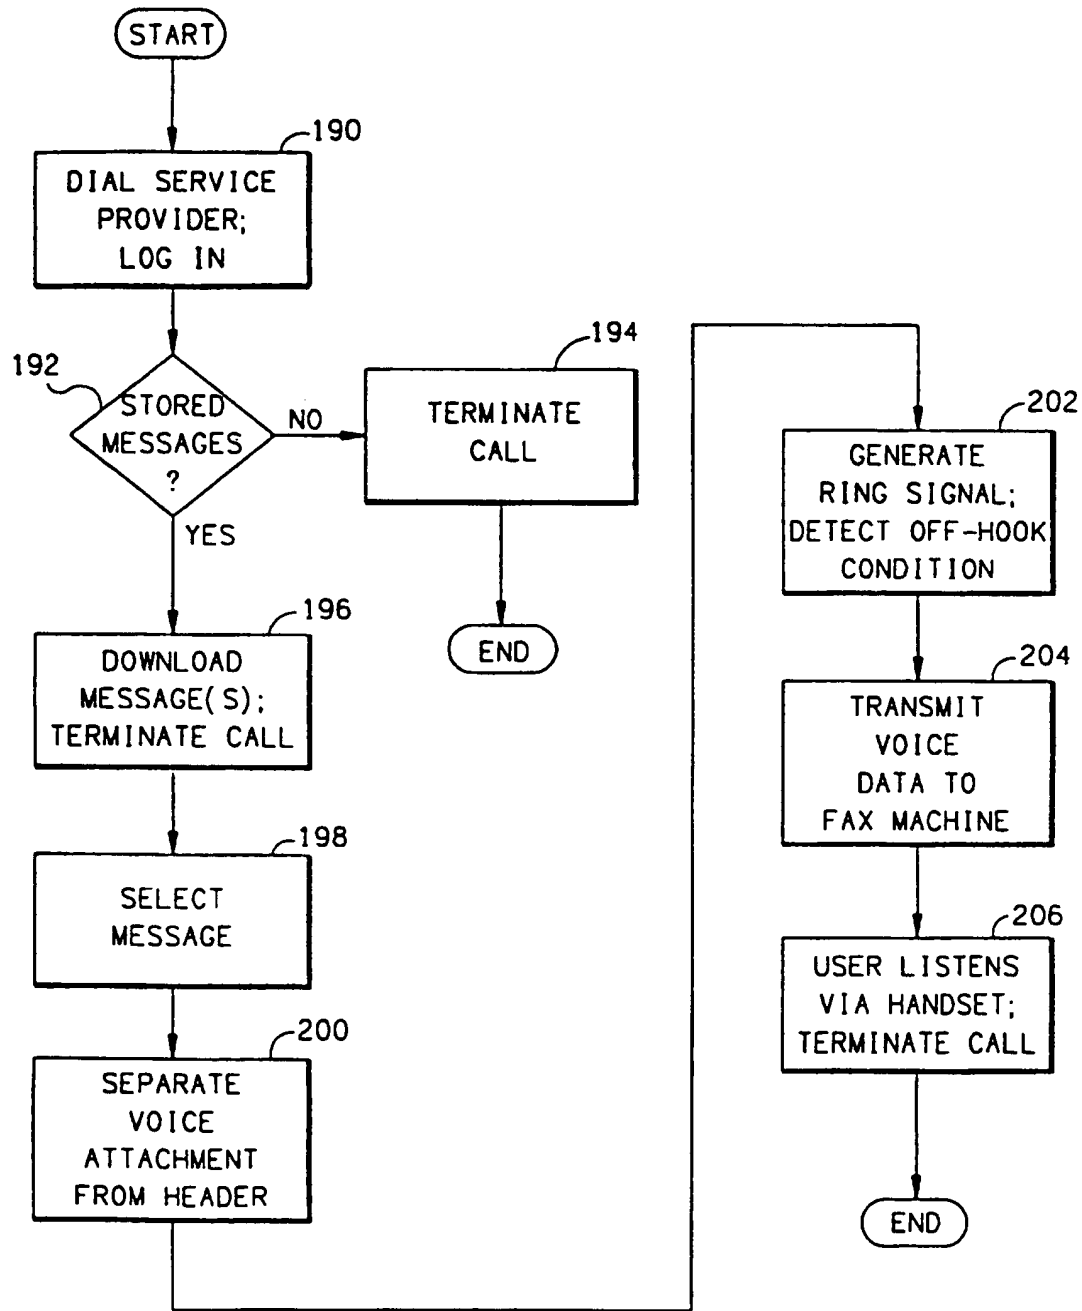 START
190
DIAL SERVICE
PROVIDER;
LOG IN
192
STORED
MESSAGES
?
NO
YES
194
TERMINATE
CALL
END
196
DOWNLOAD
MESSAGE(S);
TERMINATE CALL
198
SELECT
MESSAGE
200
SEPARATE
VOICE
ATTACHMENT
FROM HEADER
202
GENERATE
RING SIGNAL;
DETECT OFF-HOOK
CONDITION
204
TRANSMIT
VOICE
DATA TO
FAX MACHINE
206
USER LISTENS
VIA HANDSET;
TERMINATE CALL
END